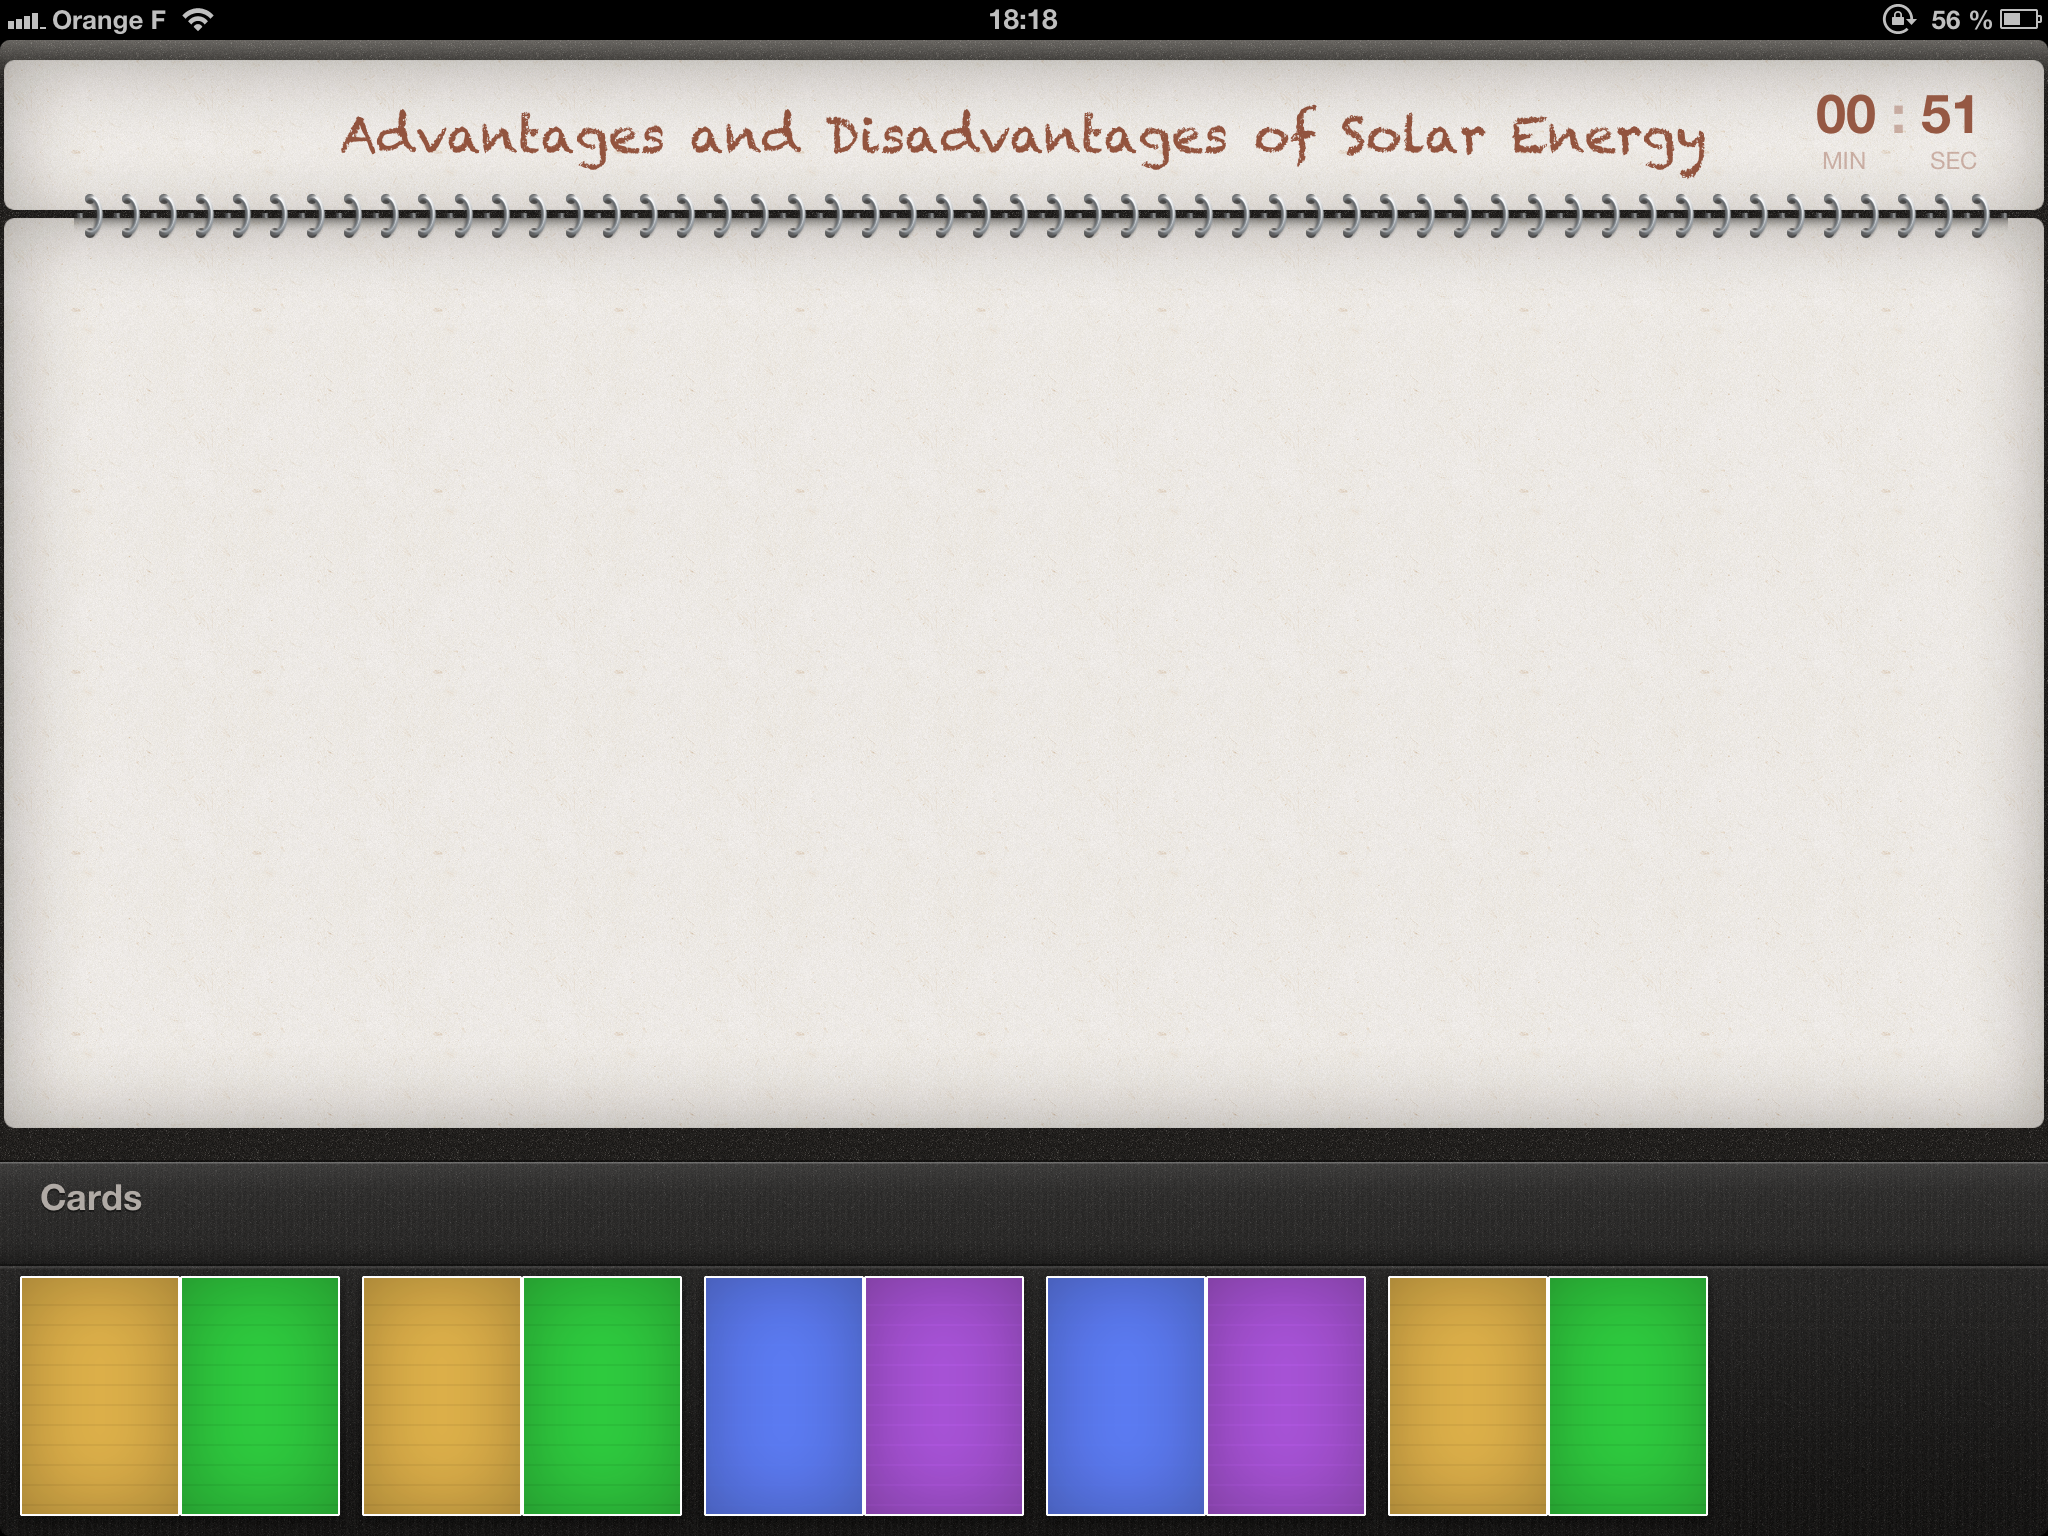 Orange F 18:18 56 %
Advantages and Disadvantages of Solar Energy
00 : 51
MIN SEC
Cards